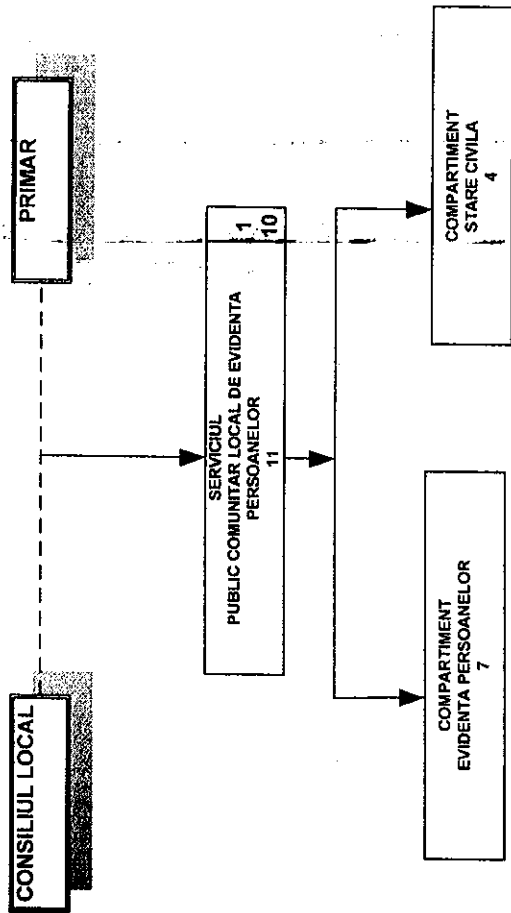 CONSILIUL LOCAL
PRIMAR
SERVICIUL
PUBLIC COMUNITAR LOCAL DE EVIDENTA
PERSOANELOR
11
1
10
COMPARTIMENT
EVIDENTA PERSOANELOR
7
COMPARTIMENT
STARE CIVILA
4